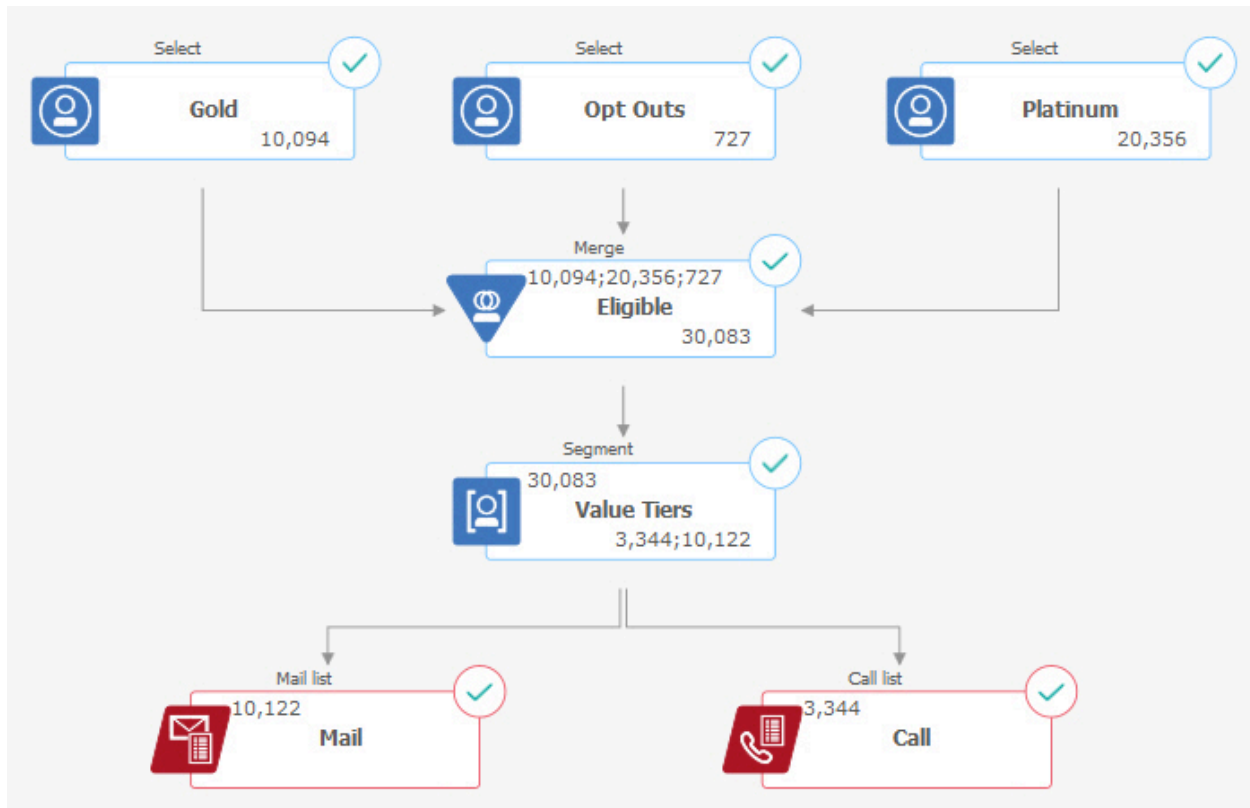 Select
Gold
10,094
Select
Opt Outs
727
Select
Platinum
20,356
Merge
10,094;20,356;727
Eligible
30,083
Segment
30,083
Value Tiers
3,344;10,122
Mail list
10,122
Mail
Call list
3,344
Call